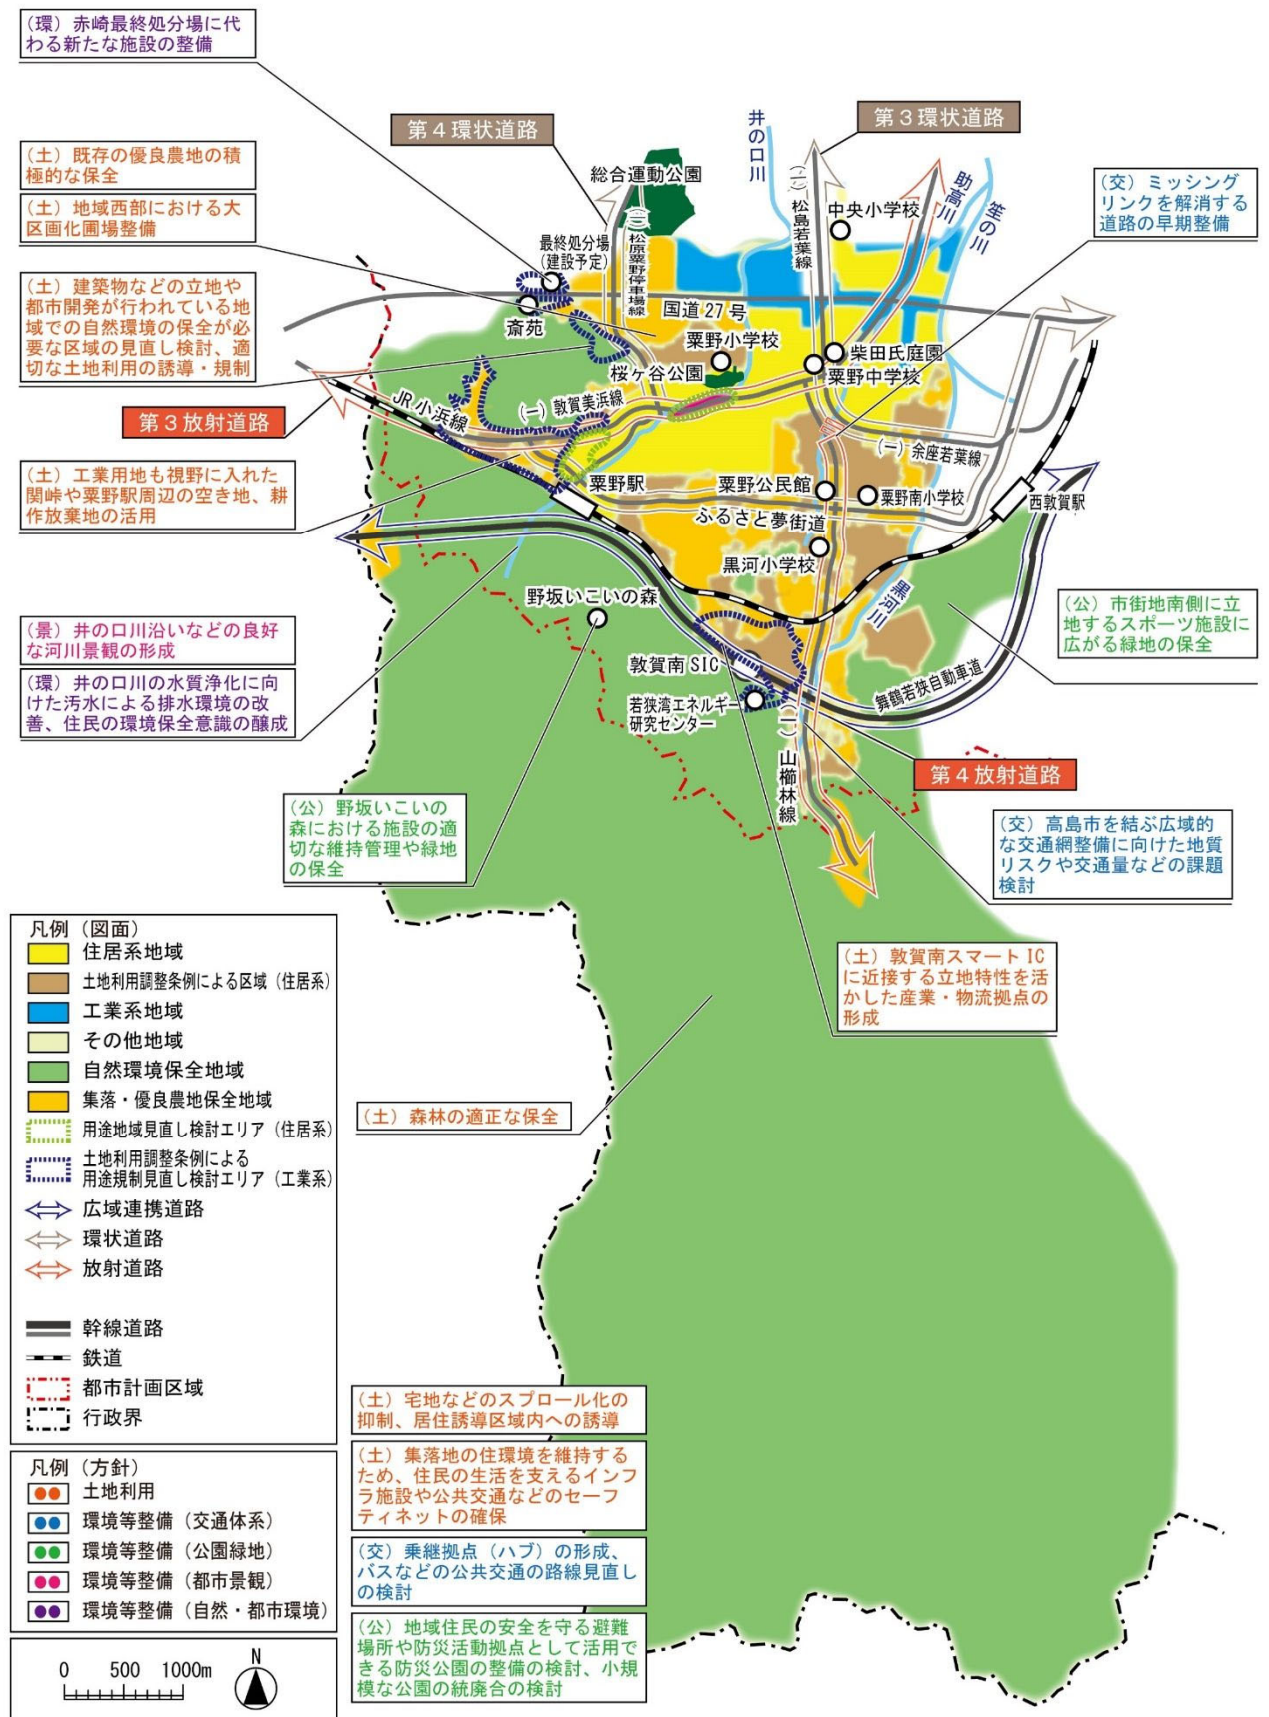 (環) 赤崎最終処分場に代
わる新たな施設の整備
第4環状道路
第3環状道路
井の口川
(土) 既存の優良農地の積
極的な保全
(土) 地域西部における大
区画化圃場整備
(土) 建築物などの立地や
都市開発が行われている地
域での自然環境の保全が必
要な区域の見直し検討、適
切な土地利用の誘導・規制
総合運動公園
(一) 松島若葉線
中央小学校
助高川
笙の川
(交) ミッシング
リンクを解消する
道路の早期整備
最終処分場
(建設予定)
(一) 松原粟野停車場線
斎苑
国道27号
粟野小学校
桜ヶ谷公園
柴田氏庭園
粟野中学校
第3放射道路
JR小浜線
(一) 敦賀美浜線
(一) 余座若葉線
(土) 工業用地も視野に入れた
関峠や粟野駅周辺の空き地、耕
作放棄地の活用
粟野駅
粟野公民館
粟野南小学校
西敦賀駅
ふるさと夢街道
黒河小学校
野坂いこいの森
黒河川
(公) 市街地南側に立
地するスポーツ施設に
広がる緑地の保全
(景) 井の口川沿いなどの良好
な河川景観の形成
(環) 井の口川の水質浄化に向
けた汚水による排水環境の改
善、住民の環境保全意識の醸成
敦賀南SIC
若狭湾エネルギー
研究センター
舞鶴若狭自動車道
(一) 山櫛林線
第4放射道路
(公) 野坂いこいの
森における施設の適
切な維持管理や緑地
の保全
(交) 高島市を結ぶ広域的
な交通網整備に向けた地質
リスクや交通量などの課題
検討
(土) 敦賀南スマートIC
に近接する立地特性を活
かした産業・物流拠点の
形成
(土) 森林の適正な保全
凡例 (図面)
住居系地域
土地利用調整条例による区域 (住居系)
工業系地域
その他地域
自然環境保全地域
集落・優良農地保全地域
用途地域見直し検討エリア (住居系)
土地利用調整条例による
用途規制見直し検討エリア (工業系)
広域連携道路
環状道路
放射道路
幹線道路
鉄道
都市計画区域
行政界
凡例 (方針)
土地利用
環境等整備 (交通体系)
環境等整備 (公園緑地)
環境等整備 (都市景観)
環境等整備 (自然・都市環境)
0 500 1000m
N
(土) 宅地などのスプロール化の
抑制、居住誘導区域内への誘導
(土) 集落地の住環境を維持する
ため、住民の生活を支えるインフ
ラ施設や公共交通などのセーフ
ティネットの確保
(交) 乗継拠点 (ハブ) の形成、
バスなどの公共交通の路線見直し
の検討
(公) 地域住民の安全を守る避難
場所や防災活動拠点として活用で
きる防災公園の整備の検討、小規
模な公園の統廃合の検討